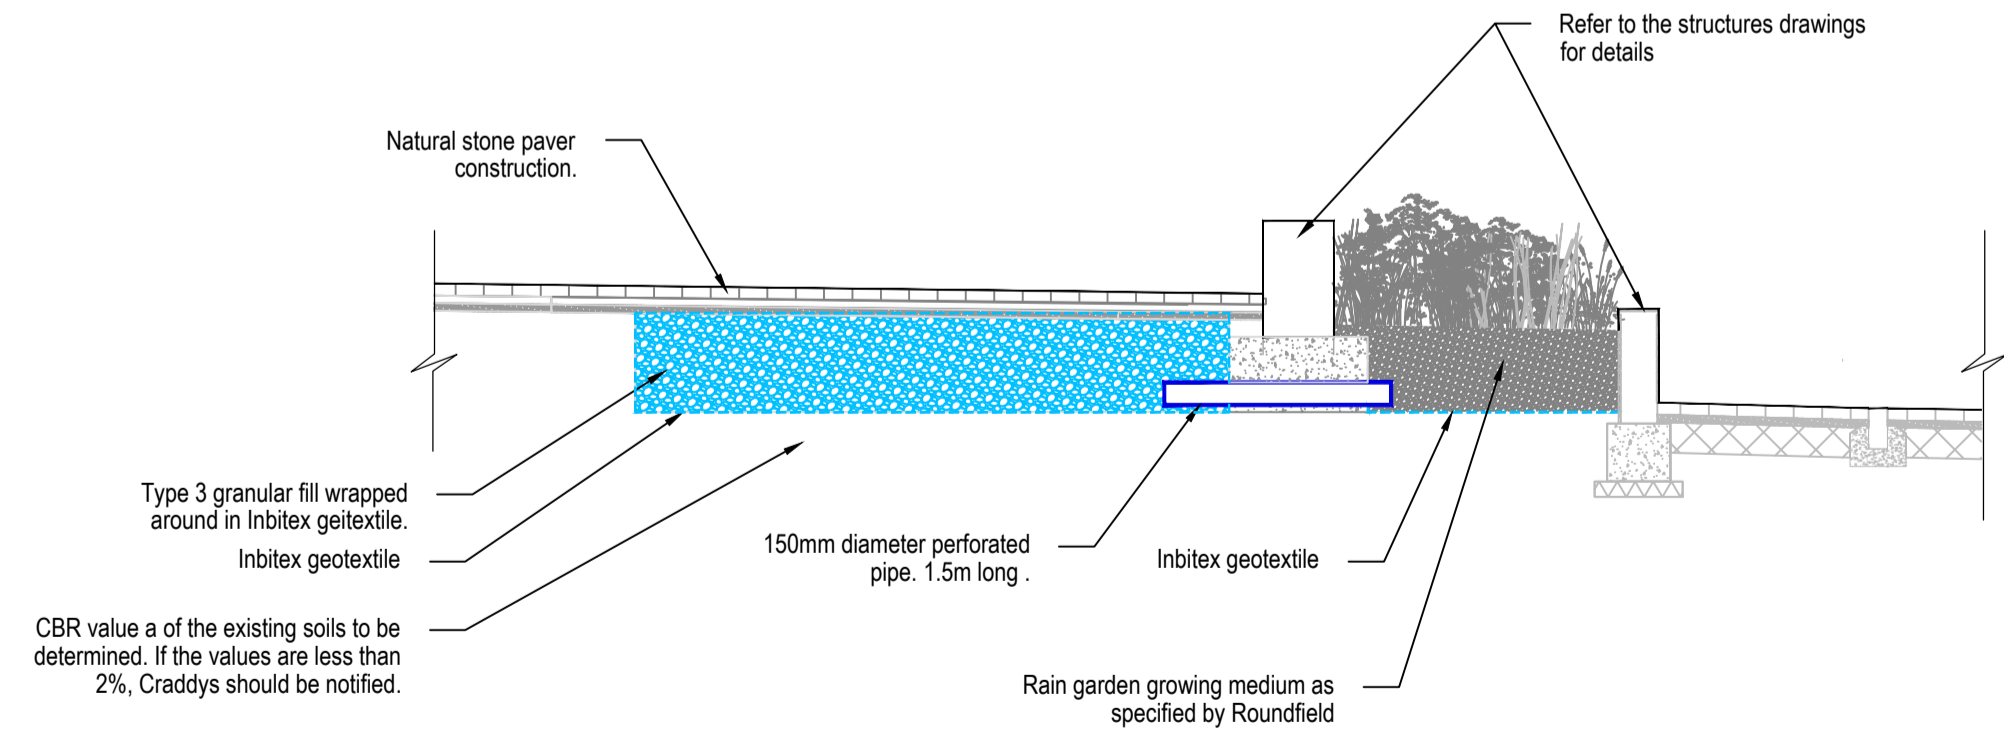 Refer to the structures drawings
for details
Natural stone paver
construction.
Type 3 granular fill wrapped
around in Inbitex geitextile.
Inbitex geotextile
CBR value a of the existing soils to be
determined. If the values are less than
2%, Craddys should be notified.
150mm diameter perforated
pipe. 1.5m long .
Inbitex geotextile
Rain garden growing medium as
specified by Roundfield